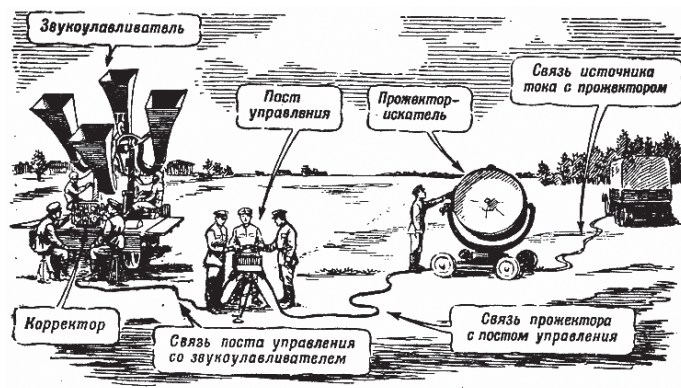 Звукоулавливатель
Пост
управления
Прожектор-
искатель
Связь источника
тока с прожектором
Корректор
Связь поста управления
со звукоулавливателем
Связь прожектора
с постом управления